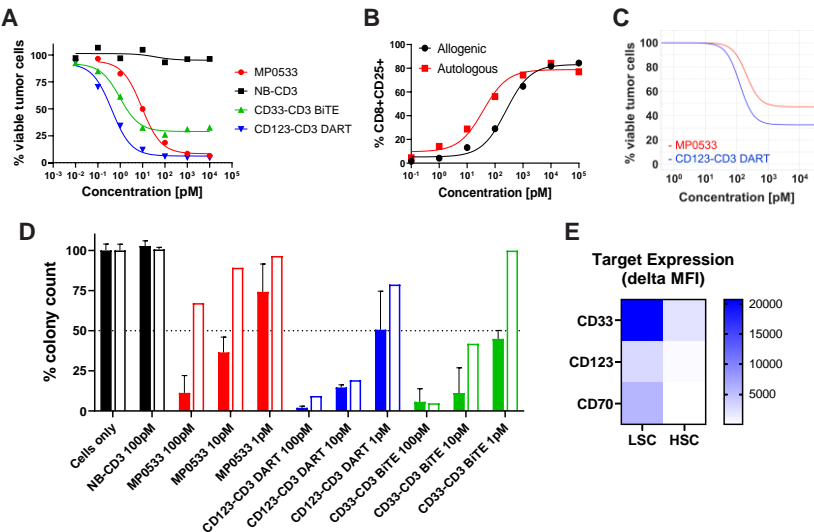 A
% viable tumor cells
100
75
50
25
0
10-3 10-2 10-1 100 101 102 103 104 105
Concentration [pM]
MP0533
NB-CD3
CD33-CD3 BiTE
CD123-CD3 DART
B
% CD8+CD25+
100
80
60
40
20
0
10-1 100 101 102 103 104 105
Concentration [pM]
Allogenic
Autologous
C
% viable tumor cells
100
80
60
40
20
0
100 101 102 103 104
Concentration [pM]
- MP0533
- CD123-CD3 DART
D
% colony count
100
50
0
Cells only
NB-CD3 100pM
MP0533 100pM
MP0533 10pM
MP0533 1pM
CD123-CD3 DART 100pM
CD123-CD3 DART 10pM
CD123-CD3 DART 1pM
CD33-CD3 BiTE 100pM
CD33-CD3 BiTE 10pM
CD33-CD3 BiTE 1pM
E
Target Expression
(delta MFI)
CD33
CD123
CD70
LSC HSC
20000
15000
10000
5000